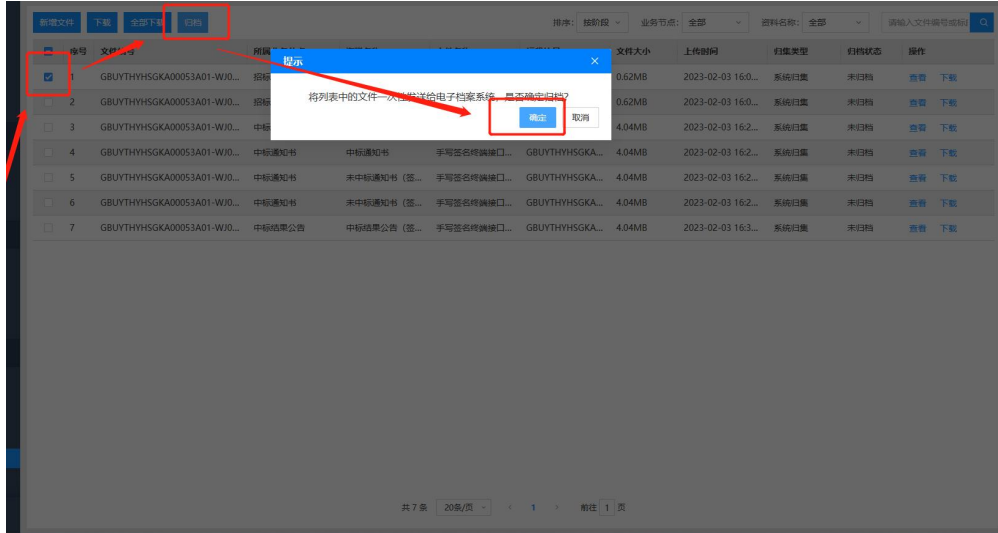 新增文件 下载 全部下载 归档 排序: 按阶段 业务节点: 全部 资料名称: 全部 请输入文件编号或标题
序号 文件 号 所属 文件大小 上传时间 归集类型 归档状态 操作
提示
将列表中的文件一次性发送给电子档案系统，是否确定归档?
确定 取消
1 GBUYTHYHSGKA00053A01-WJ0... 招标 0.62MB 2023-02-03 16:0... 系统归集 未归档 查看 下载
2 GBUYTHYHSGKA00053A01-WJ0... 招标 0.62MB 2023-02-03 16:0... 系统归集 未归档 查看 下载
3 GBUYTHYHSGKA00053A01-WJ0... 中标 4.04MB 2023-02-03 16:2... 系统归集 未归档 查看 下载
4 GBUYTHYHSGKA00053A01-WJ0... 中标通知书 中标通知书 手写签名终端接口... GBUYTHYHSGKA... 4.04MB 2023-02-03 16:2... 系统归集 未归档 查看 下载
5 GBUYTHYHSGKA00053A01-WJ0... 中标通知书 未中标通知书（签... 手写签名终端接口... GBUYTHYHSGKA... 4.04MB 2023-02-03 16:2... 系统归集 未归档 查看 下载
6 GBUYTHYHSGKA00053A01-WJ0... 中标通知书 未中标通知书（签... 手写签名终端接口... GBUYTHYHSGKA... 4.04MB 2023-02-03 16:2... 系统归集 未归档 查看 下载
7 GBUYTHYHSGKA00053A01-WJ0... 中标结果公告 中标结果公告（签... 手写签名终端接口... GBUYTHYHSGKA... 4.04MB 2023-02-03 16:3... 系统归集 未归档 查看 下载
共 7 条 20条/页 < 1 > 前往 1 页